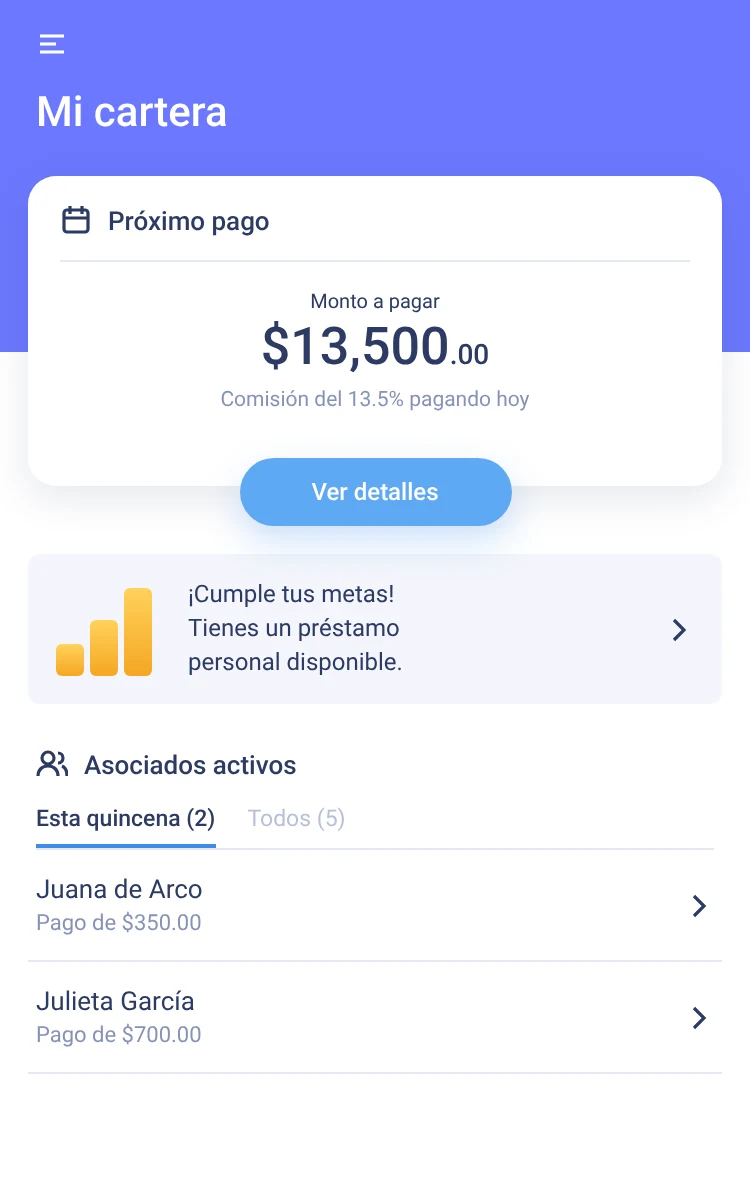 Mi cartera
Próximo pago
Monto a pagar
$13,500.00
Comisión del 13.5% pagando hoy
Ver detalles
¡Cumple tus metas!
Tienes un préstamo
personal disponible.
Asociados activos
Esta quincena (2) Todos (5)
Juana de Arco
Pago de $350.00
Julieta García
Pago de $700.00